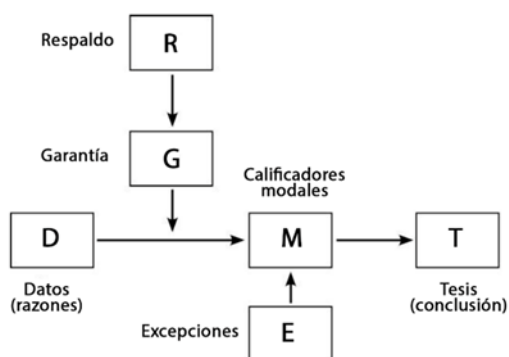 Respaldo
R
Garantía
G
Calificadores
modales
D
M
T
Datos
(razones)
Tesis
(conclusión)
Excepciones
E